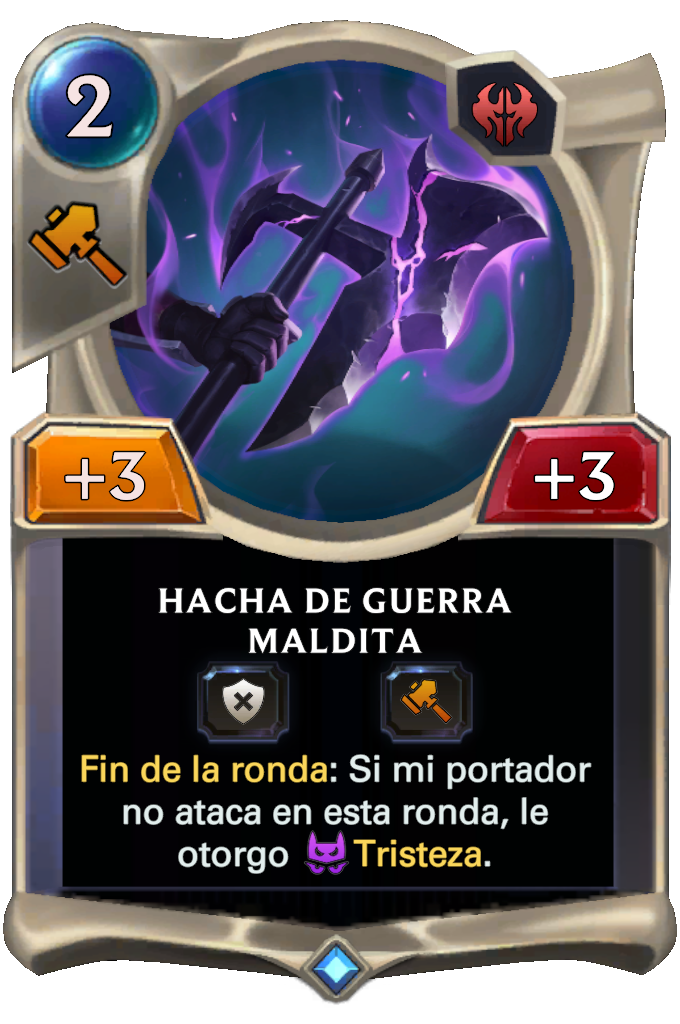 2
+3
+3
HACHA DE GUERRA
MALDITA
Fin de la ronda: Si mi portador
no ataca en esta ronda, le
otorgo Tristeza.